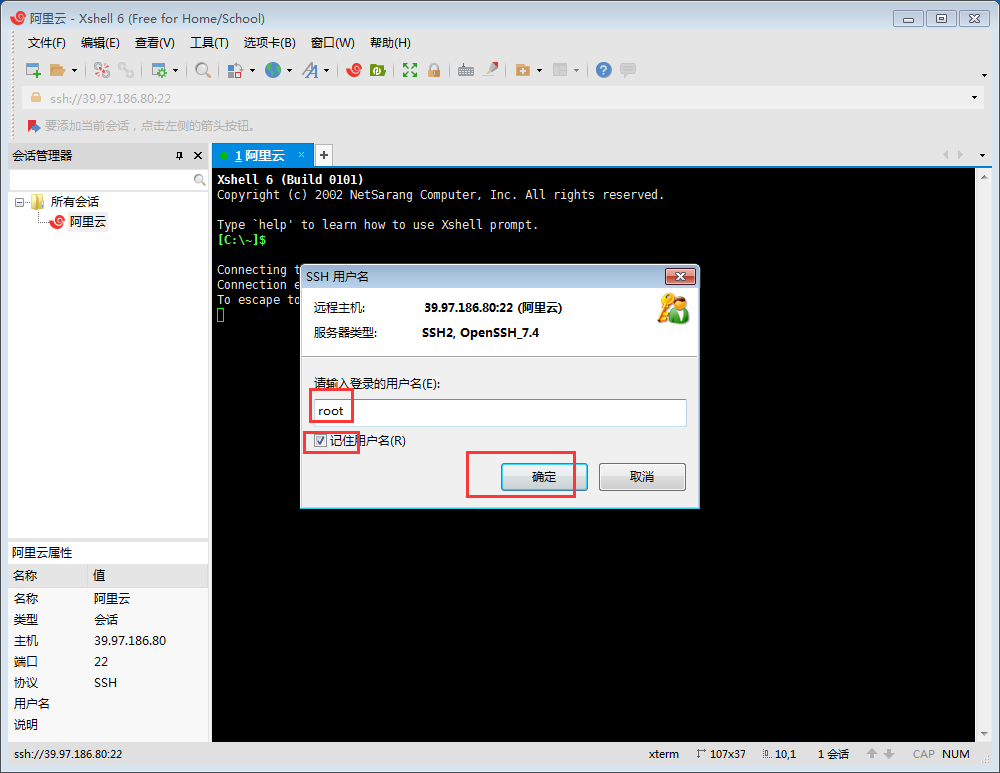 阿里云 - Xshell 6 (Free for Home/School)
文件(F) 编辑(E) 查看(V) 工具(T) 选项卡(B) 窗口(W) 帮助(H)
ssh://39.97.186.80:22
要添加当前会话，点击左侧的箭头按钮。
会话管理器
1 阿里云
所有会话
阿里云
Xshell 6 (Build 0101)
Copyright (c) 2002 NetSarang Computer, Inc. All rights reserved.
Type `help' to learn how to use Xshell prompt.
[C:\~]$
Connecting t
Connection e
To escape to
SSH 用户名
远程主机: 39.97.186.80:22 (阿里云)
服务器类型: SSH2, OpenSSH_7.4
请输入登录的用户名(E):
root
记住用户名(R)
确定 取消
阿里云属性
名称 值
名称 阿里云
类型 会话
主机 39.97.186.80
端口 22
协议 SSH
用户名
说明
ssh://39.97.186.80:22 xterm 107x37 10,1 1 会话 CAP NUM